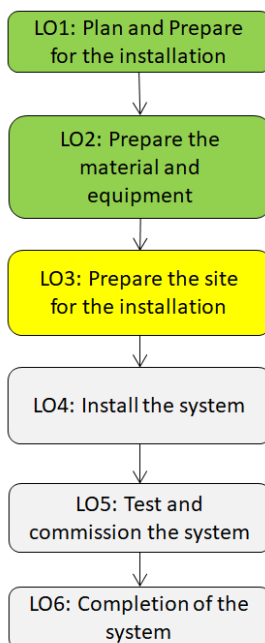 LO1: Plan and Prepare
for the installation
LO2: Prepare the
material and
equipment
LO3: Prepare the site
for the installation
LO4: Install the system
LO5: Test and
commission the system
LO6: Completion of the
system